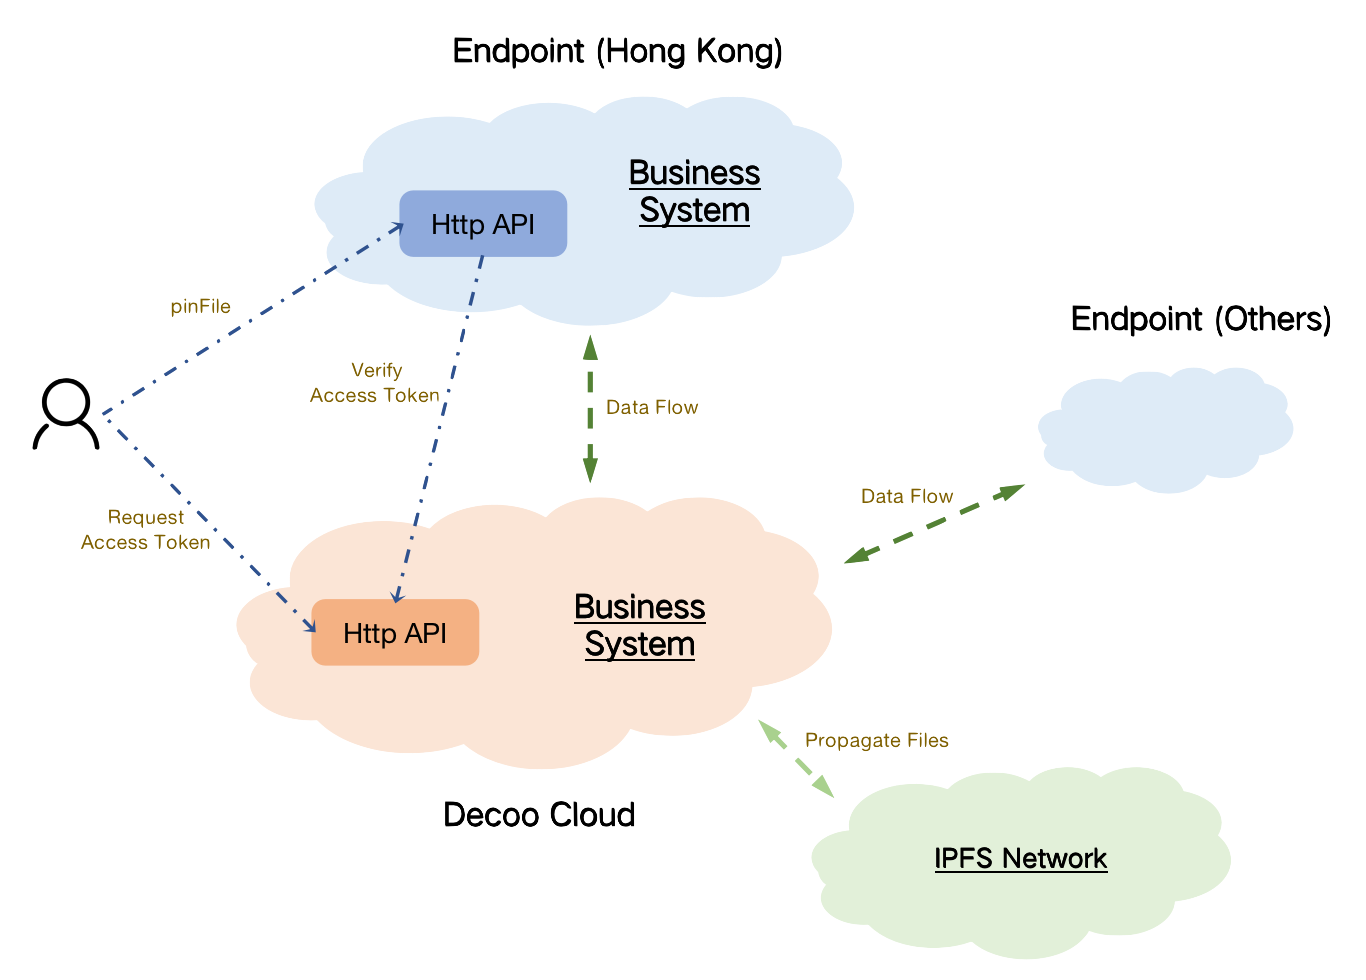 Endpoint (Hong Kong)
Business
System
Http API
pinFile
Endpoint (Others)
Verify
Access Token
Data Flow
Data Flow
Request
Access Token
Business
System
Http API
Propagate Files
Decoo Cloud
IPFS Network